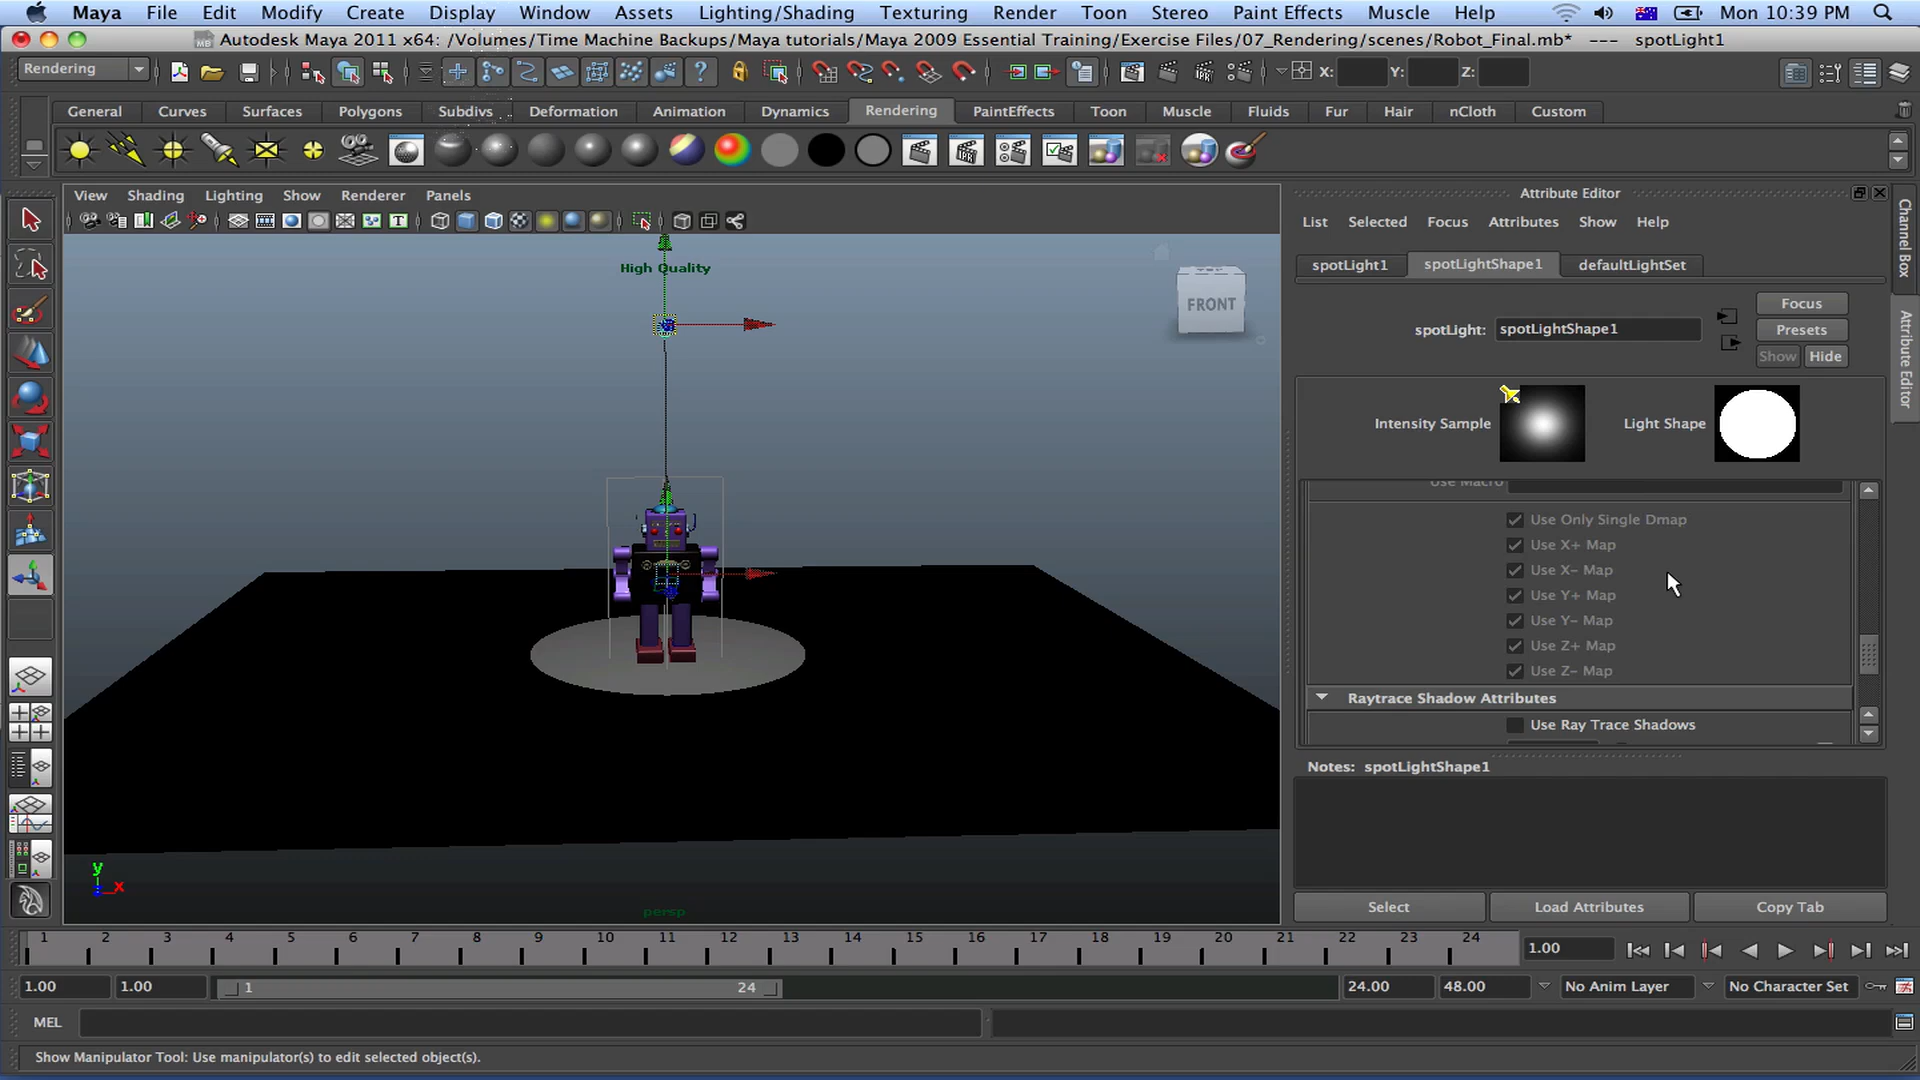 Maya File Edit Modify Create Display Window Assets Lighting/Shading Texturing Render Toon Stereo Paint Effects Muscle Help Mon 10:39 PM
Autodesk Maya 2011 x64: /Volumes/Time Machine Backups/Maya tutorials/Maya 2009 Essential Training/Exercise Files/07_Rendering/scenes/Robot_Final.mb* --- spotLight1
Rendering X: Y: Z:
General Curves Surfaces Polygons Subdivs Deformation Animation Dynamics Rendering PaintEffects Toon Muscle Fluids Fur Hair nCloth Custom
View Shading Lighting Show Renderer Panels
High Quality
FRONT
persp
y
x
Attribute Editor
List Selected Focus Attributes Show Help
spotLight1 spotLightShape1 defaultLightSet
Focus
spotLight: spotLightShape1
Presets
Show Hide
Intensity Sample Light Shape
Use Macro
Use Only Single Dmap
Use X+ Map
Use X- Map
Use Y+ Map
Use Y- Map
Use Z+ Map
Use Z- Map
Raytrace Shadow Attributes
Use Ray Trace Shadows
Notes: spotLightShape1
Select Load Attributes Copy Tab
Channel Box
Attribute Editor
1 2 3 4 5 6 7 8 9 10 11 12 13 14 15 16 17 18 19 20 21 22 23 24 1.00
1.00 1.00 1 24 24.00 48.00 No Anim Layer No Character Set
MEL
Show Manipulator Tool: Use manipulator(s) to edit selected object(s).